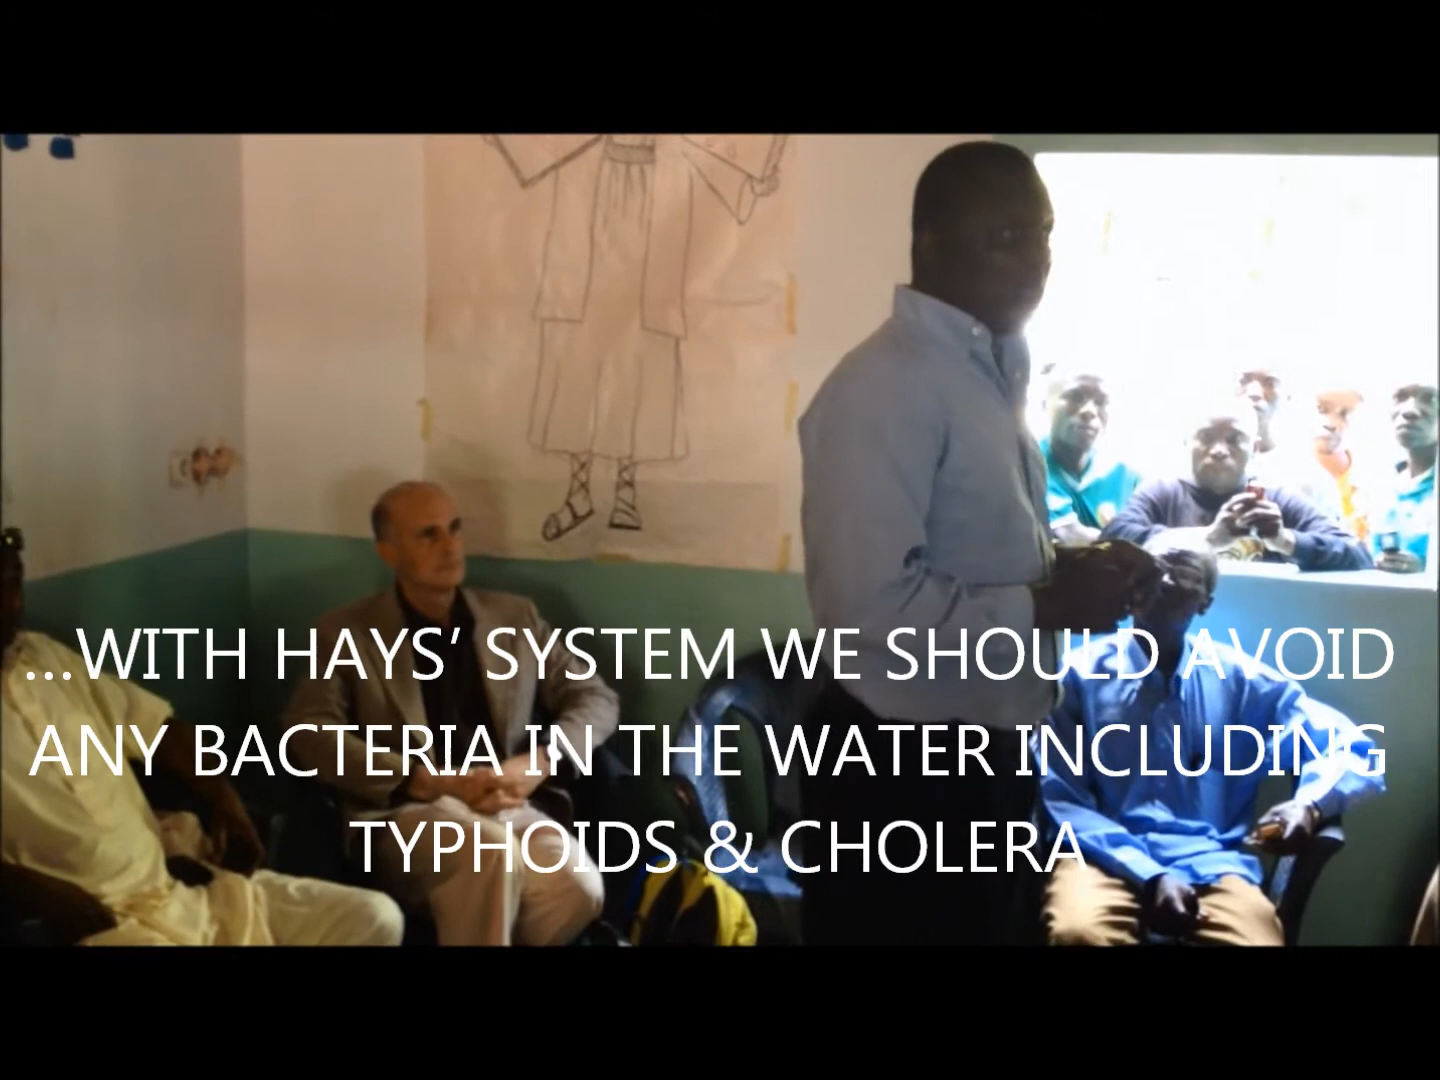 ...WITH HAYS’ SYSTEM WE SHOULD AVOID
ANY BACTERIA IN THE WATER INCLUDING
TYPHOIDS & CHOLERA